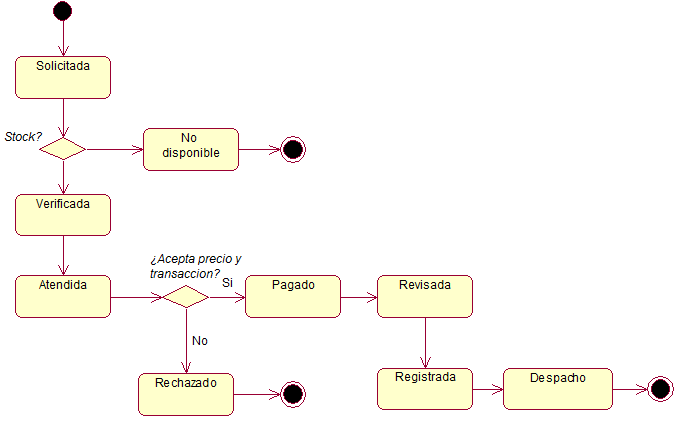 Solicitada
Stock?
No
disponible
Verificada
¿Acepta precio y
transaccion?
Si
Atendida
Pagado
Revisada
No
Rechazado
Registrada
Despacho